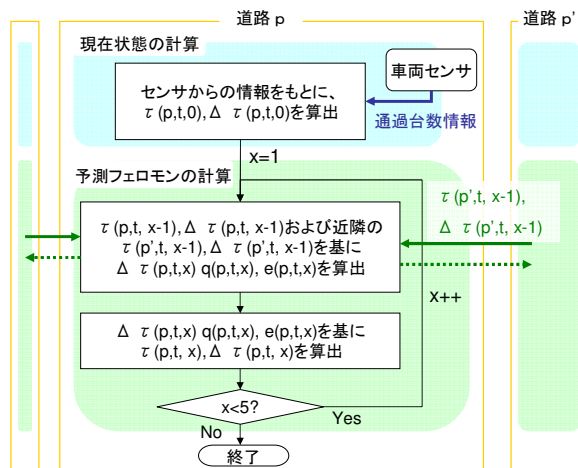 道路 p
道路 p'
現在状態の計算
車両センサ
センサからの情報をもとに、
τ(p,t,0),Δ τ(p,t,0)を算出
通過台数情報
x=1
予測フェロモンの計算
τ(p',t, x-1),
Δ τ(p',t, x-1)
τ(p,t, x-1),Δ τ(p,t, x-1)および近隣の
τ(p',t, x-1),Δ τ(p',t, x-1)を基に
Δ τ(p,t,x) q(p,t,x), e(p,t,x)を算出
x++
Δ τ(p,t,x) q(p,t,x), e(p,t,x)を基に
τ(p,t, x),Δ τ(p,t, x)を算出
x<5?
Yes
No
終了